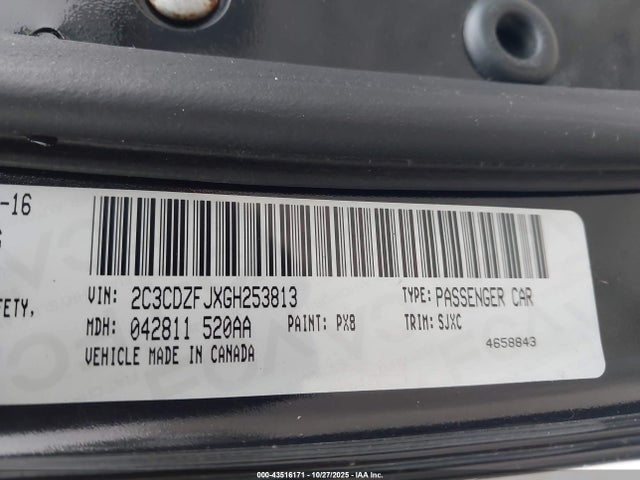 -16
G
FETY,
VIN: 2C3CDZFJXGH253813 TYPE: PASSENGER CAR
MDH: 042811 520AA PAINT: PX8 TRIM: SJXC
VEHICLE MADE IN CANADA 4658843
000-43516171 - 10/27/2025 - IAA Inc.